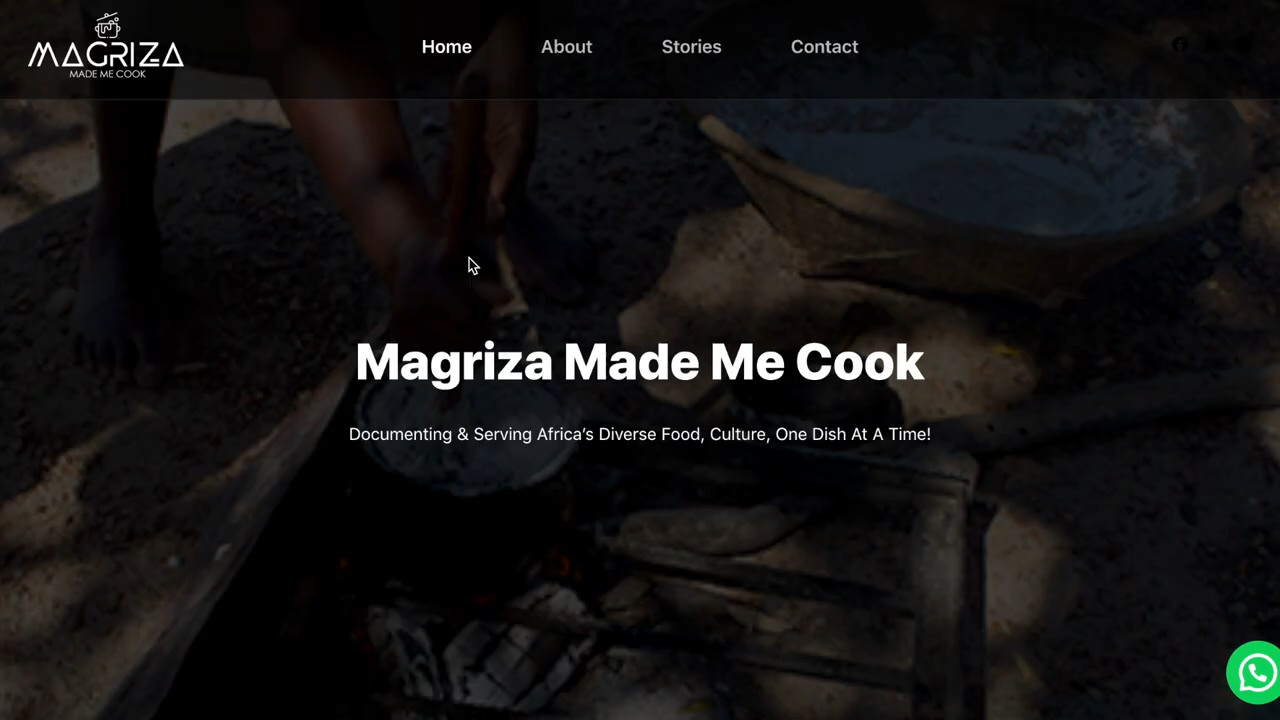 MAGRIZA
MADE ME COOK
Home
About
Stories
Contact
Magriza Made Me Cook
Documenting & Serving Africa’s Diverse Food, Culture, One Dish At A Time!